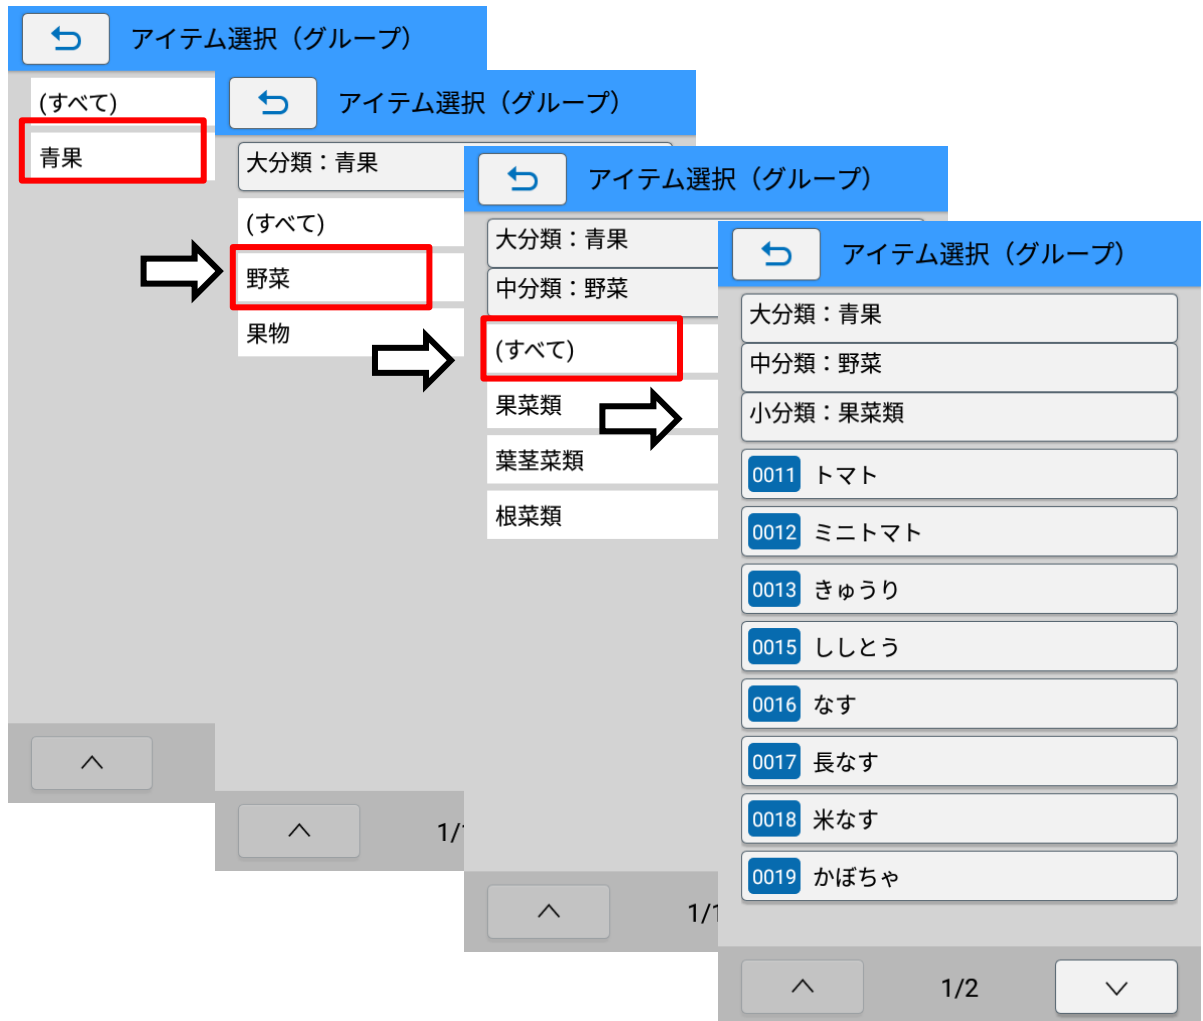 アイテム選択（グループ）
(すべて)
青果
アイテム選択（グループ）
大分類：青果
(すべて)
野菜
果物
1/1
アイテム選択（グループ）
大分類：青果
中分類：野菜
(すべて)
果菜類
葉茎菜類
根菜類
1/1
アイテム選択（グループ）
大分類：青果
中分類：野菜
小分類：果菜類
0011 トマト
0012 ミニトマト
0013 きゅうり
0015 ししとう
0016 なす
0017 長なす
0018 米なす
0019 かぼちゃ
1/2